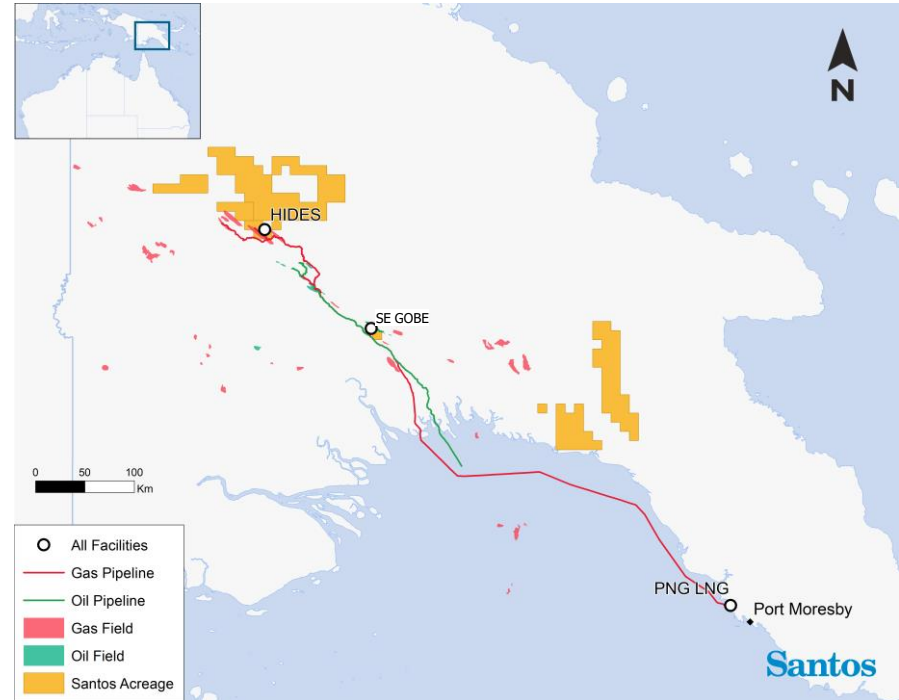 N
HIDES
SE GOBE
0 50 100
Km
PNG LNG
Port Moresby
All Facilities
Gas Pipeline
Oil Pipeline
Gas Field
Oil Field
Santos Acreage
Santos